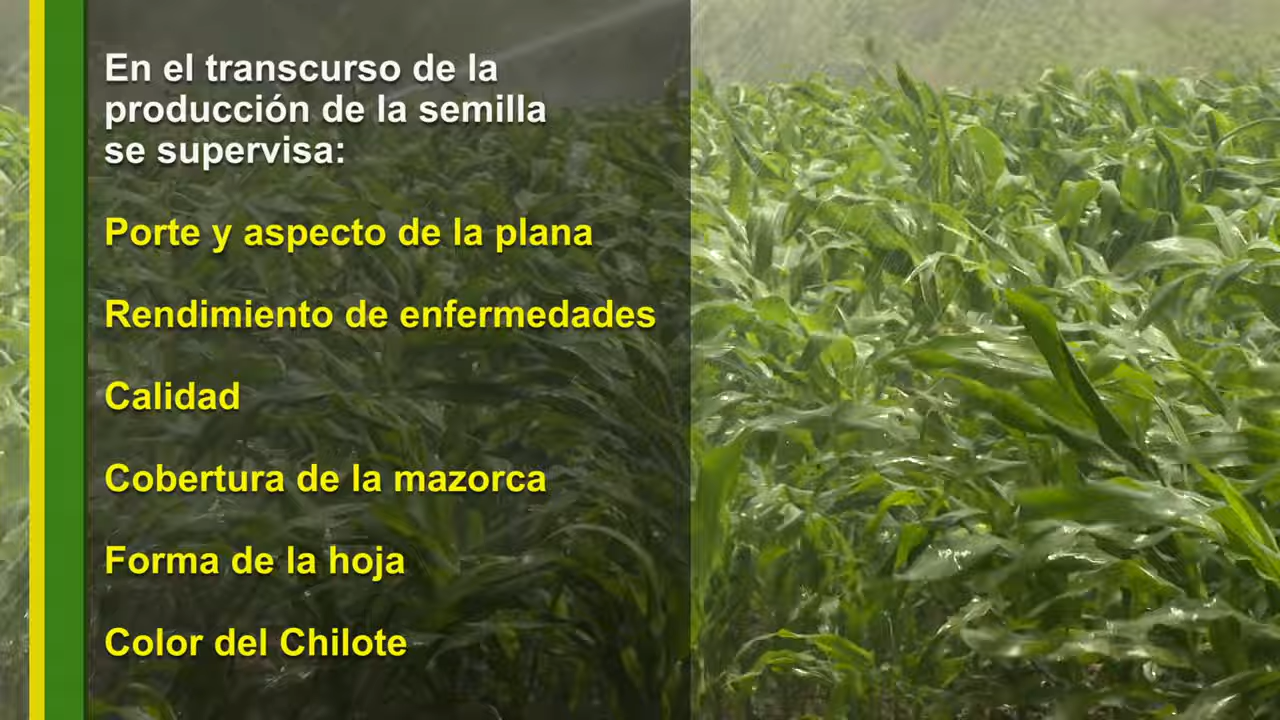 En el transcurso de la
producción de la semilla
se supervisa:
Porte y aspecto de la plana
Rendimiento de enfermedades
Calidad
Cobertura de la mazorca
Forma de la hoja
Color del Chilote